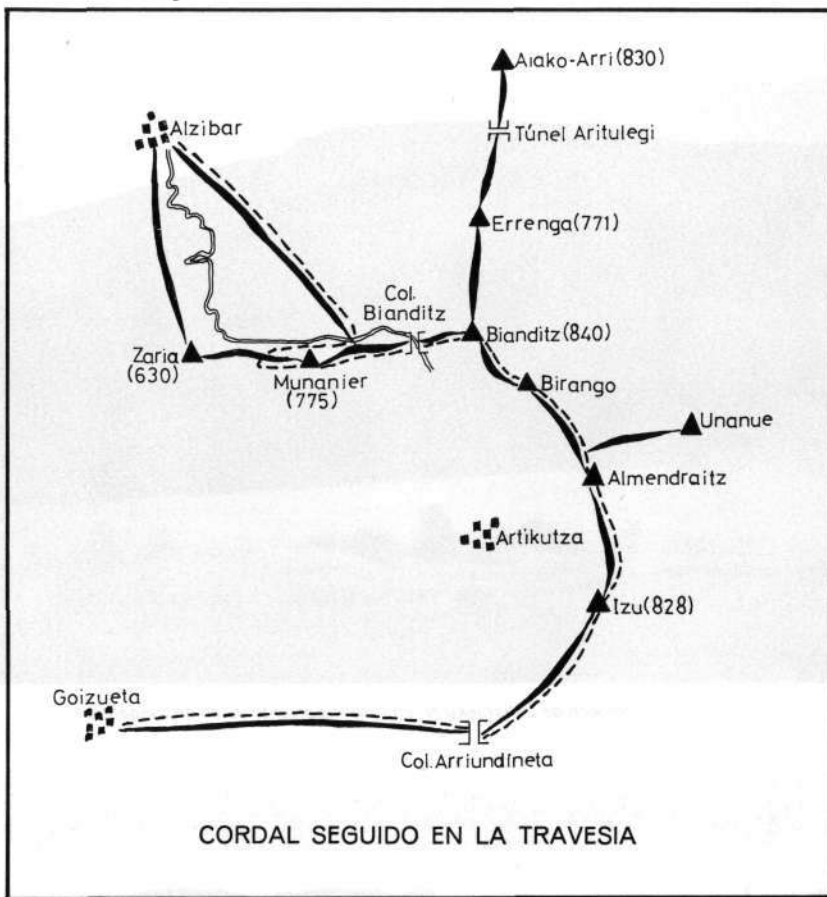 Aiako-Arri (830)
Alzibar
Túnel Aritulegi
Errenga (771)
Col.
Bianditz
Bianditz (840)
Zaria
(630)
Munanier
(775)
Birango
Unanue
Almendraitz
Artikutza
Izu (828)
Goizueta
Col. Arriundineta
CORDAL SEGUIDO EN LA TRAVESIA